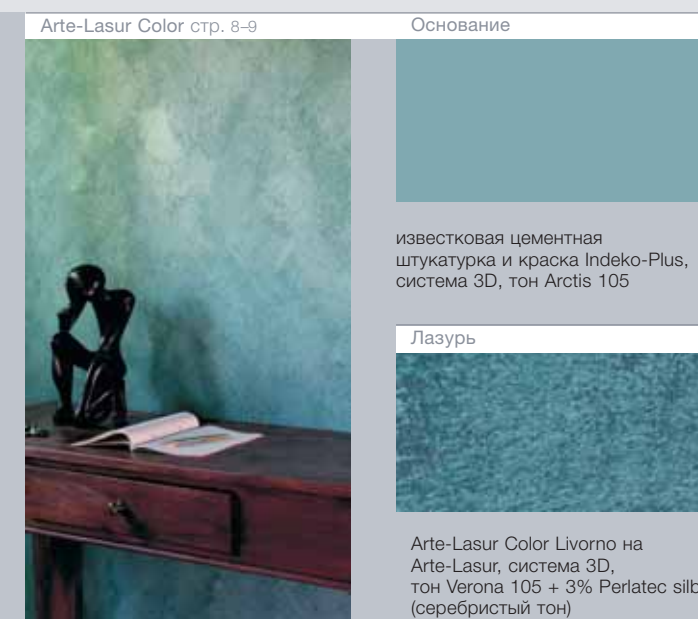 Arte-Lasur Color стр. 8–9
Основание
известковая цементная
штукатурка и краска Indeko-Plus,
система 3D, тон Arctis 105
Лазурь
Arte-Lasur Color Livorno на
Arte-Lasur, система 3D,
тон Verona 105 + 3% Perlatec silb
(серебристый тон)